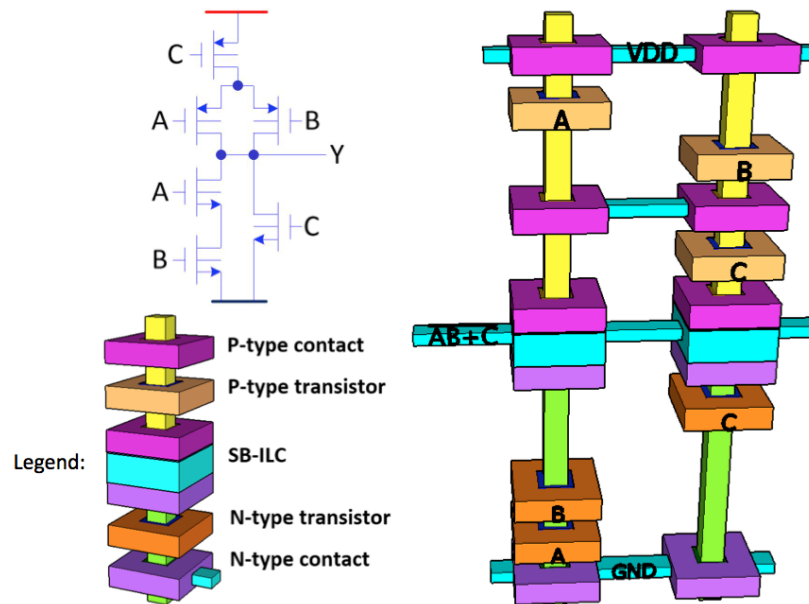 C
A
B
Y
A
C
B
P-type contact
P-type transistor
Legend:
SB-ILC
N-type transistor
N-type contact
VDD
A
B
C
AB+C
C
B
A
GND